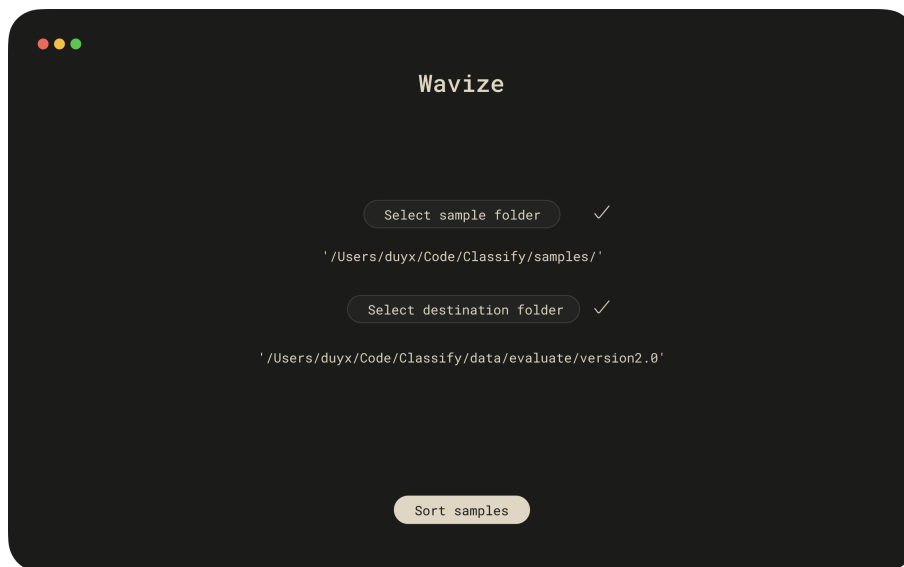 Wavize
Select sample folder
'/Users/duyx/Code/Classify/samples/'
Select destination folder
'/Users/duyx/Code/Classify/data/evaluate/version2.0'
Sort samples